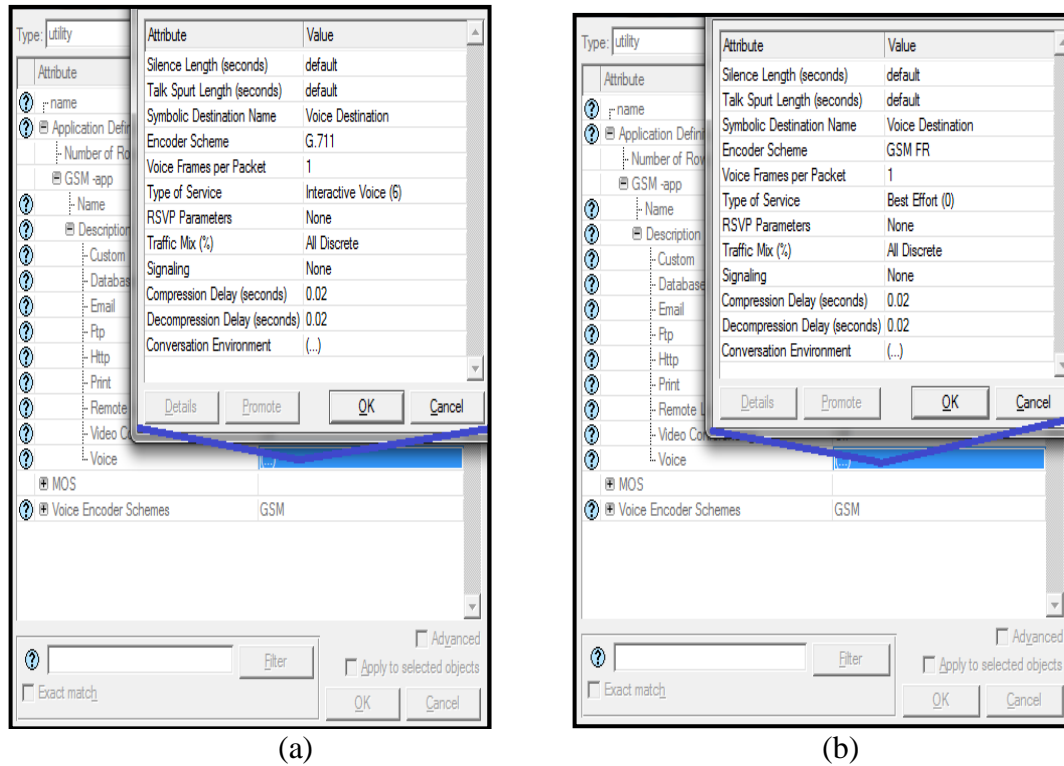 Type: utility
Attribute Value
Silence Length (seconds) default
Talk Spurt Length (seconds) default
Symbolic Destination Name Voice Destination
Encoder Scheme G.711
Voice Frames per Packet 1
Type of Service Interactive Voice (6)
RSVP Parameters None
Traffic Mix (%) All Discrete
Signaling None
Compression Delay (seconds) 0.02
Decompression Delay (seconds) 0.02
Conversation Environment (...)
Details Promote OK Cancel
Attribute
name
Application Defin
Number of Ro
GSM -app
Name
Description
Custom
Databas
Email
Ftp
Http
Print
Remote
Video Co
Voice (...)
MOS
Voice Encoder Schemes GSM
Advanced
Filter
Apply to selected objects
Exact match
OK Cancel
(a)
Type: utility
Attribute Value
Silence Length (seconds) default
Talk Spurt Length (seconds) default
Symbolic Destination Name Voice Destination
Encoder Scheme GSM FR
Voice Frames per Packet 1
Type of Service Best Effort (0)
RSVP Parameters None
Traffic Mix (%) All Discrete
Signaling None
Compression Delay (seconds) 0.02
Decompression Delay (seconds) 0.02
Conversation Environment (...)
Details Promote OK Cancel
Attribute
name
Application Defini
Number of Row
GSM -app
Name
Description
Custom
Database
Email
Ftp
Http
Print
Remote L
Video Con
Voice (...)
MOS
Voice Encoder Schemes GSM
Advanced
Filter
Apply to selected objects
Exact match
OK Cancel
(b)